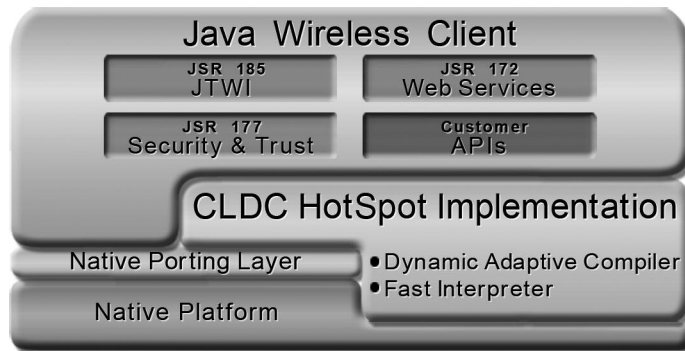 Java Wireless Client
JSR 185
JTWI
JSR 172
Web Services
JSR 177
Security & Trust
Customer
APIs
CLDC HotSpot Implementation
Native Porting Layer
• Dynamic Adaptive Compiler
• Fast Interpreter
Native Platform